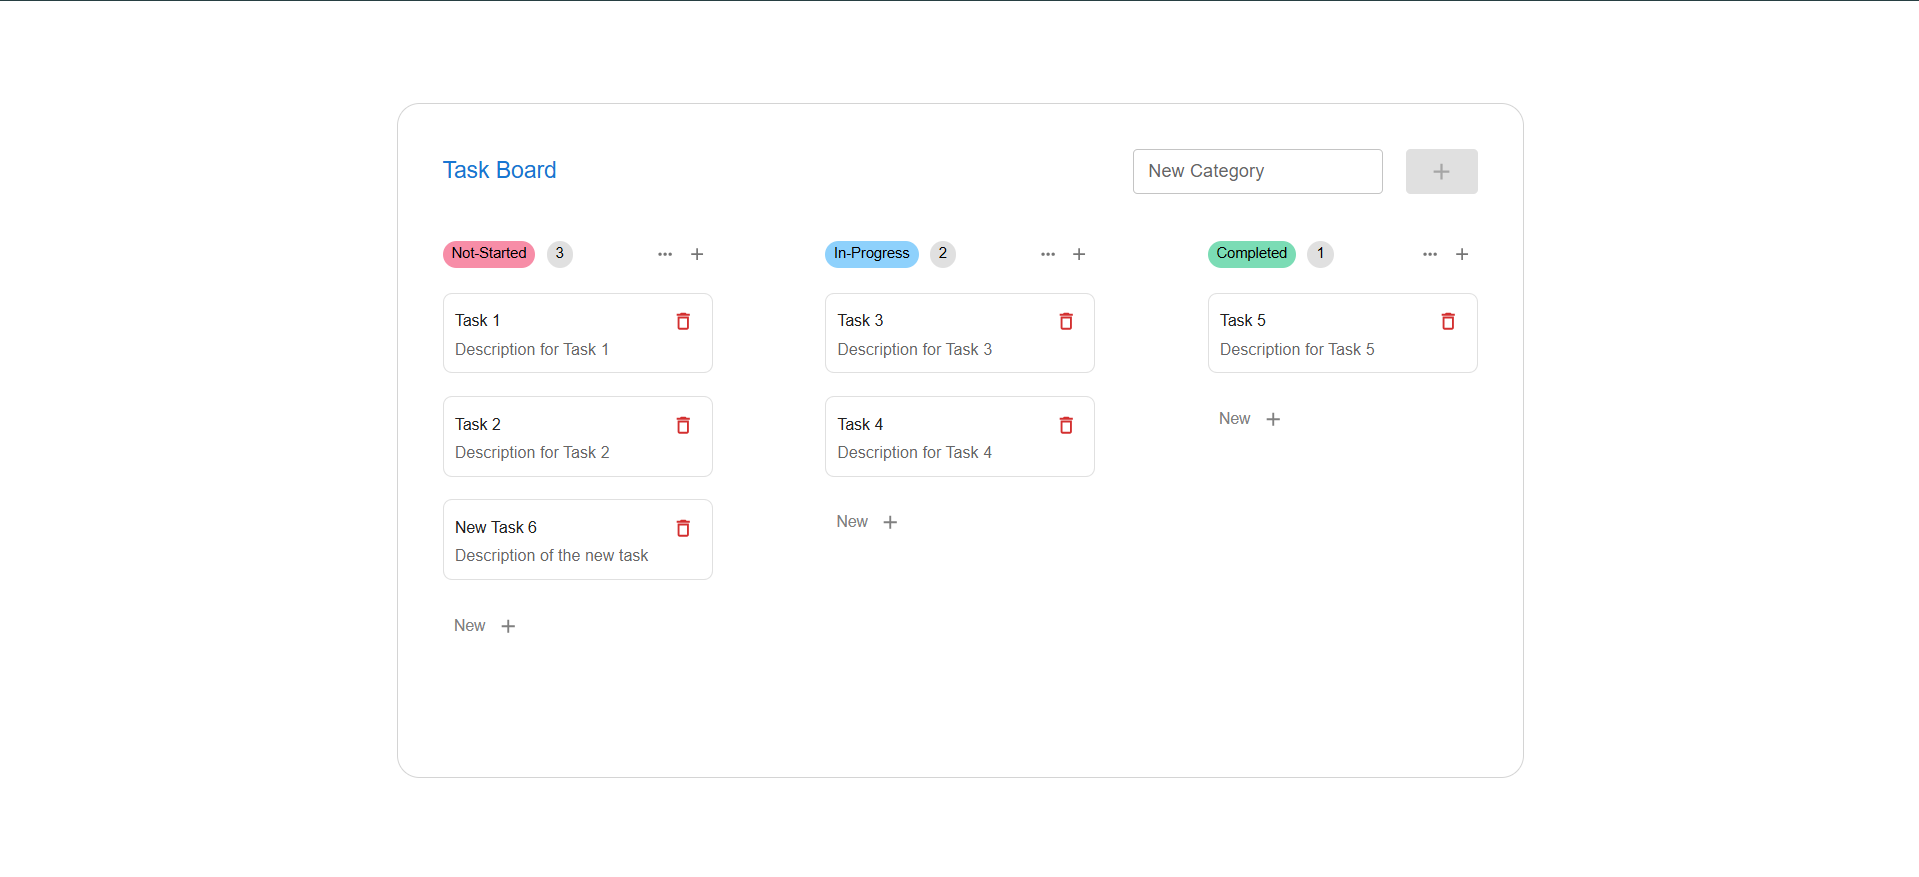 Task Board
New Category
Not-Started 3
Task 1
Description for Task 1
Task 2
Description for Task 2
New Task 6
Description of the new task
New
In-Progress 2
Task 3
Description for Task 3
Task 4
Description for Task 4
New
Completed 1
Task 5
Description for Task 5
New